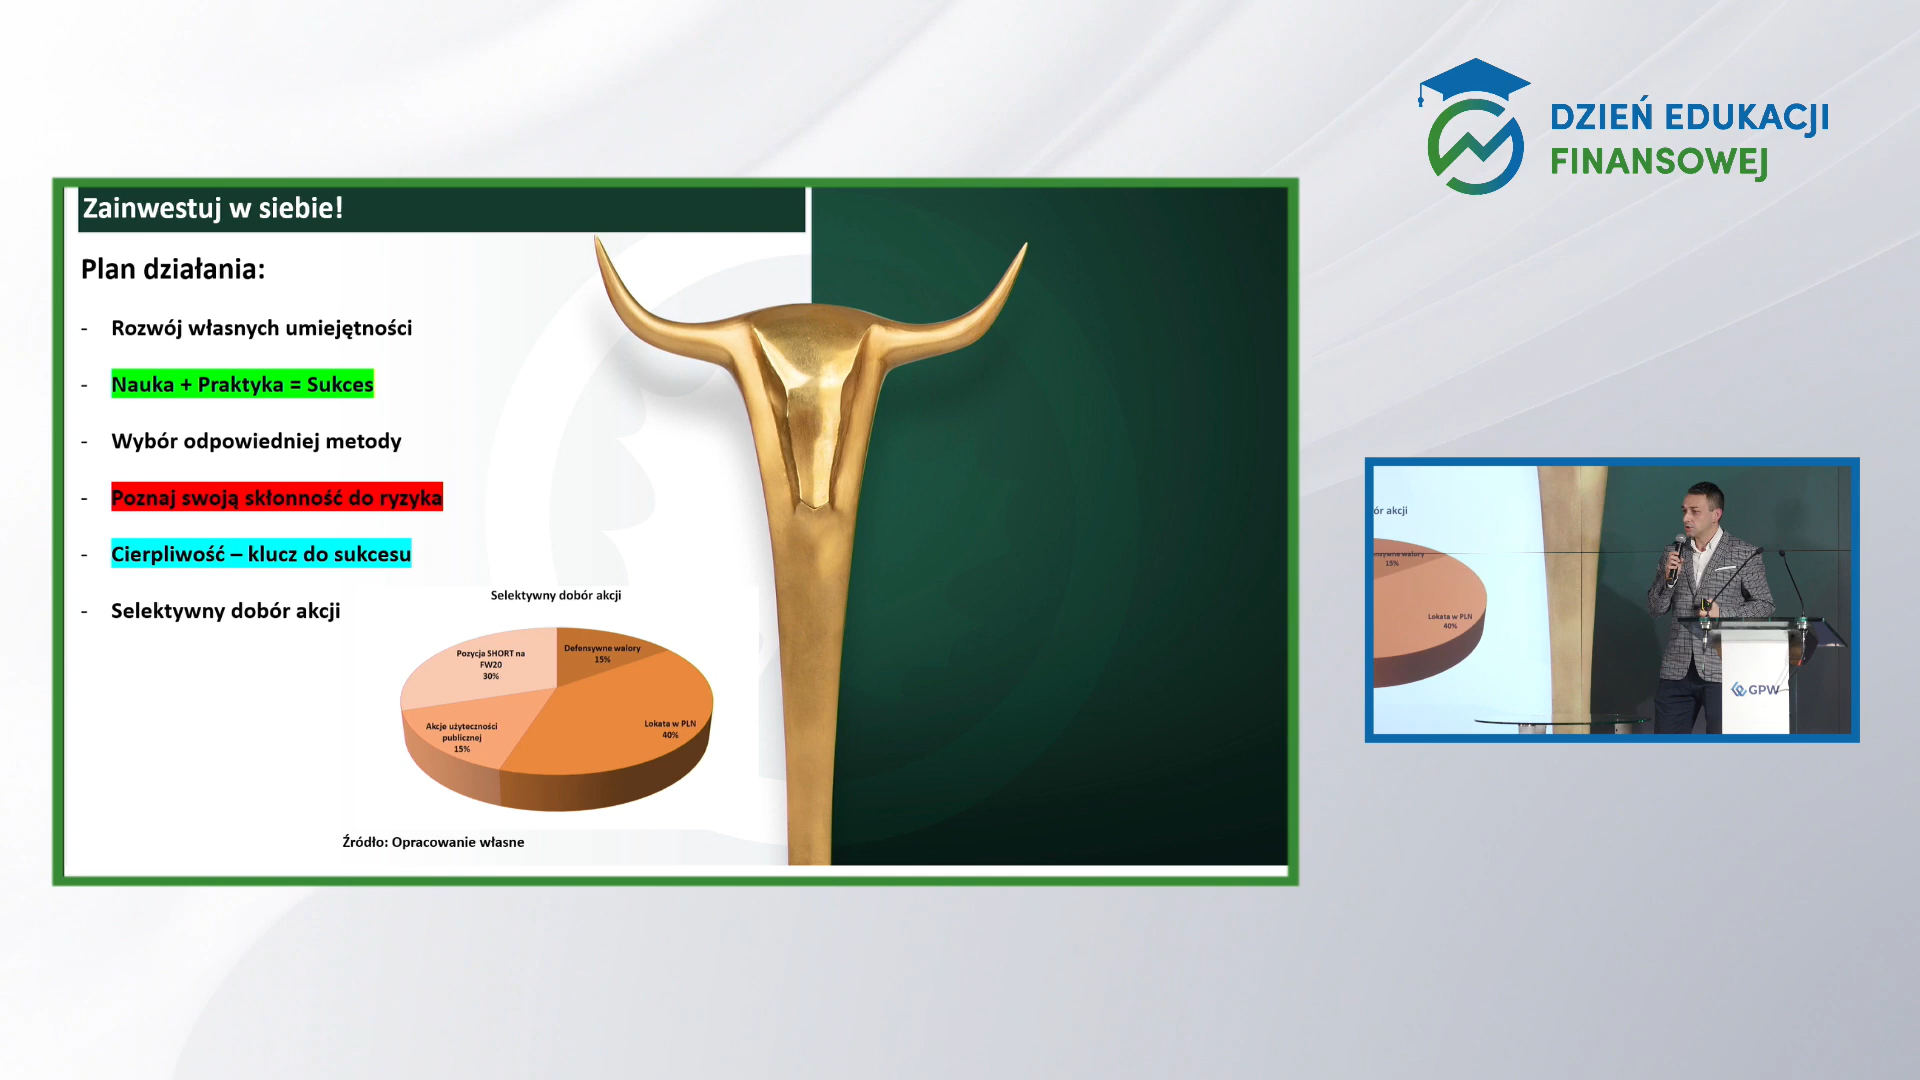 DZIEŃ EDUKACJI
FINANSOWEJ
Zainwestuj w siebie!
Plan działania:
- Rozwój własnych umiejętności
- Nauka + Praktyka = Sukces
- Wybór odpowiedniej metody
- Poznaj swoją skłonność do ryzyka
- Cierpliwość – klucz do sukcesu
- Selektywny dobór akcji
Selektywny dobór akcji
Pozycja SHORT na
FW20
30%
Defensywne walory
15%
Akcje użyteczności
publicznej
15%
Lokata w PLN
40%
Źródło: Opracowanie własne
ór akcji
nsywne walory
15%
Lokata w PLN
40%
GPW